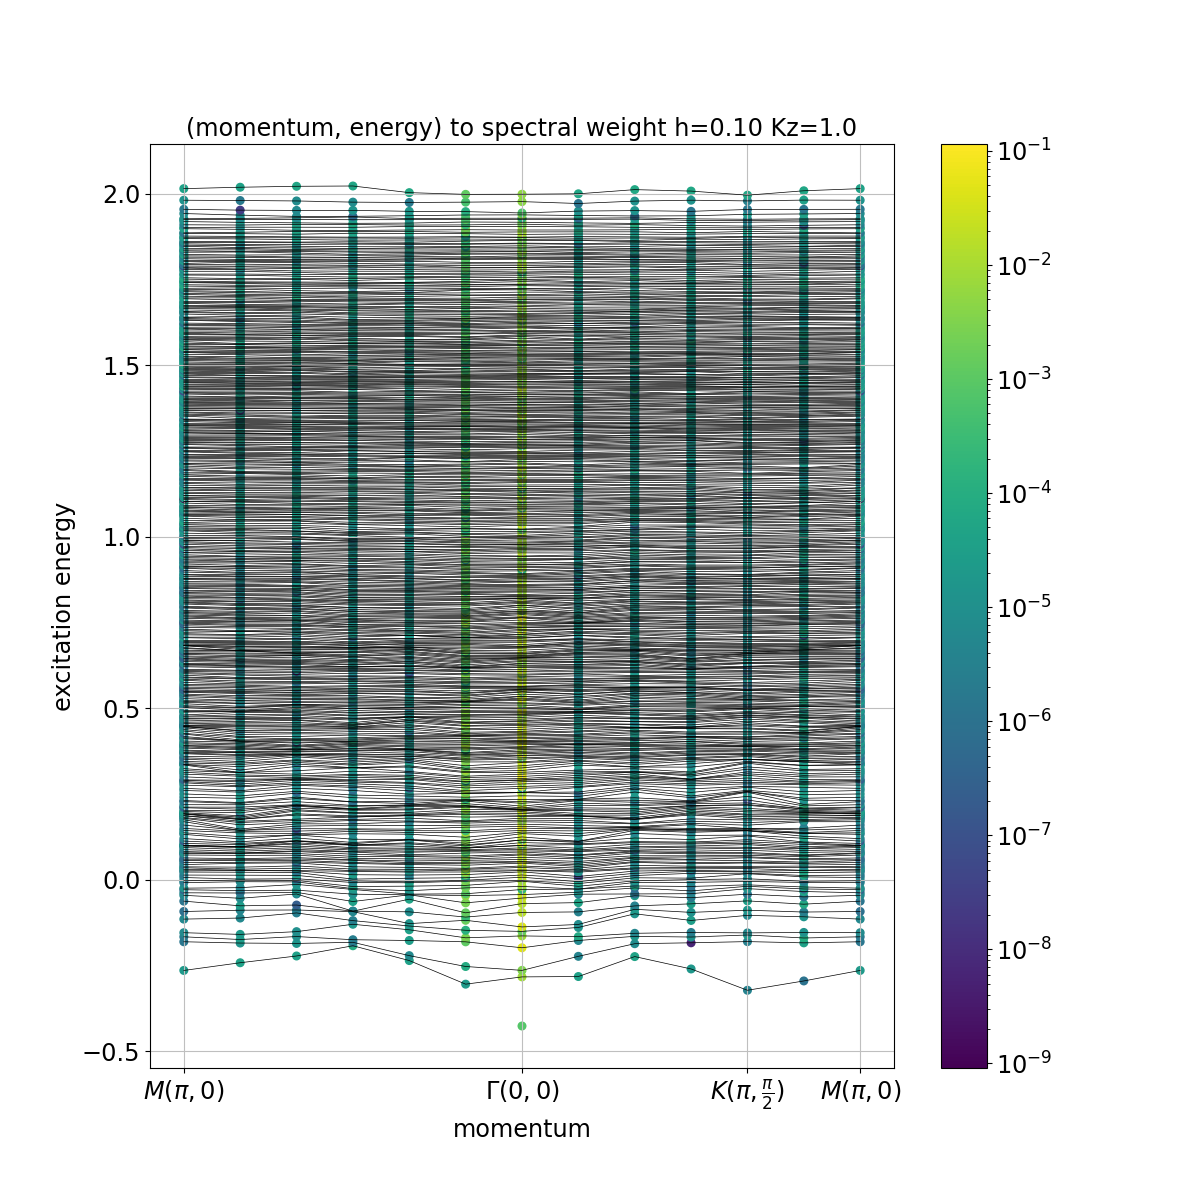 (momentum, energy) to spectral weight h=0.10 Kz=1.0
excitation energy
2.0
1.5
1.0
0.5
0.0
−0.5
M(π, 0)
Γ(0, 0)
K(π, π/2)
M(π, 0)
momentum
10⁻¹
10⁻²
10⁻³
10⁻⁴
10⁻⁵
10⁻⁶
10⁻⁷
10⁻⁸
10⁻⁹